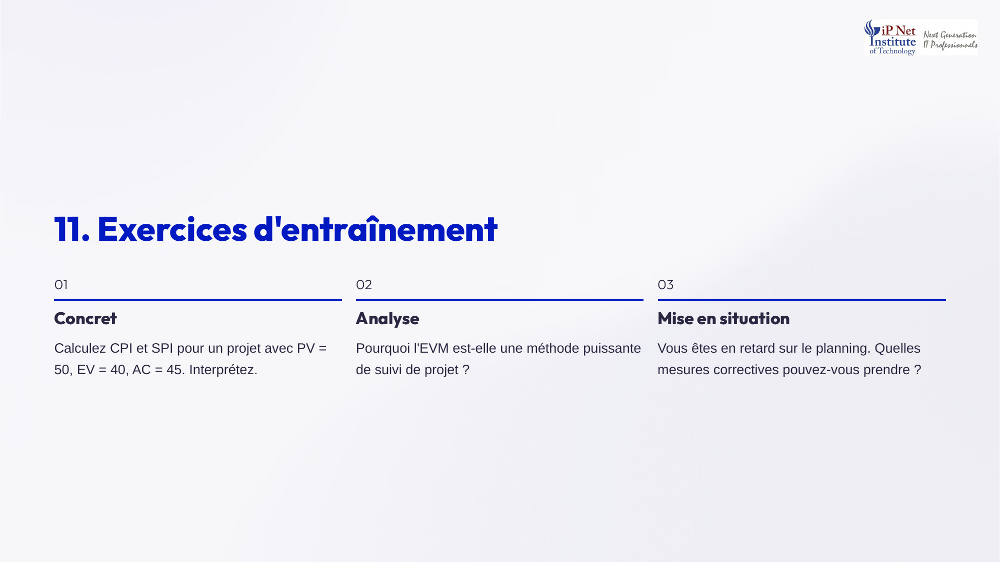 iP Net
Institute
of Technology
Next Generation
IT Professionnels
11. Exercices d'entraînement
01
Concret
Calculez CPI et SPI pour un projet avec PV =
50, EV = 40, AC = 45. Interprétez.
02
Analyse
Pourquoi l'EVM est-elle une méthode puissante
de suivi de projet ?
03
Mise en situation
Vous êtes en retard sur le planning. Quelles
mesures correctives pouvez-vous prendre ?